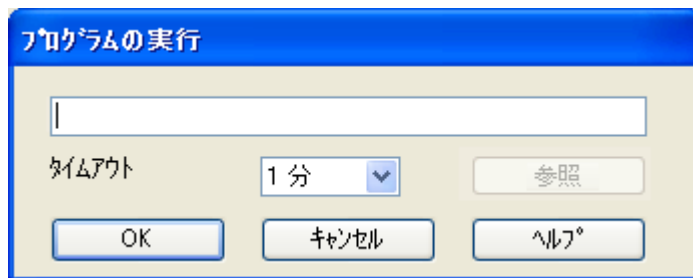 ﾌﾟﾛｸﾞﾗﾑの実行
ﾀｲﾑｱｳﾄ
1 分
参照
OK
ｷｬﾝｾﾙ
ﾍﾙﾌﾟ